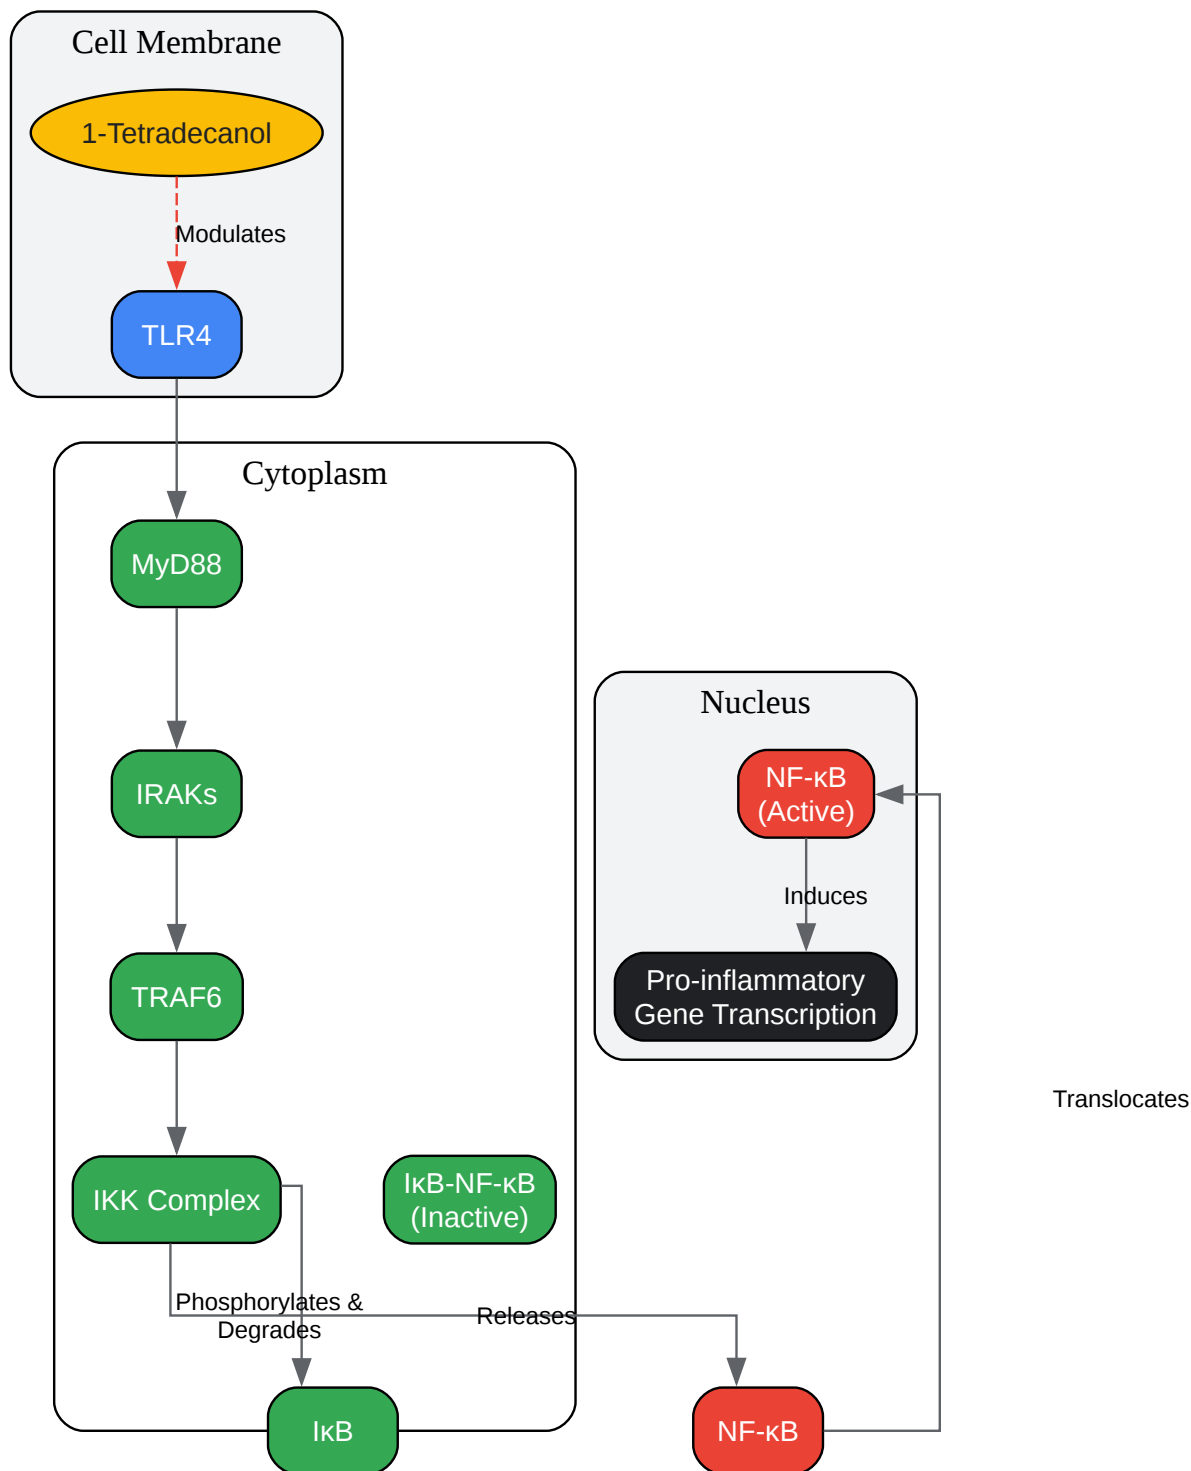 Cell Membrane
1-Tetradecanol
Modulates
TLR4
Cytoplasm
MyD88
IRAKs
TRAF6
IKK Complex
IκB-NF-κB
(Inactive)
Phosphorylates &
Degrades
Releases
IκB
NF-κB
Nucleus
NF-κB
(Active)
Induces
Pro-inflammatory
Gene Transcription
Translocates